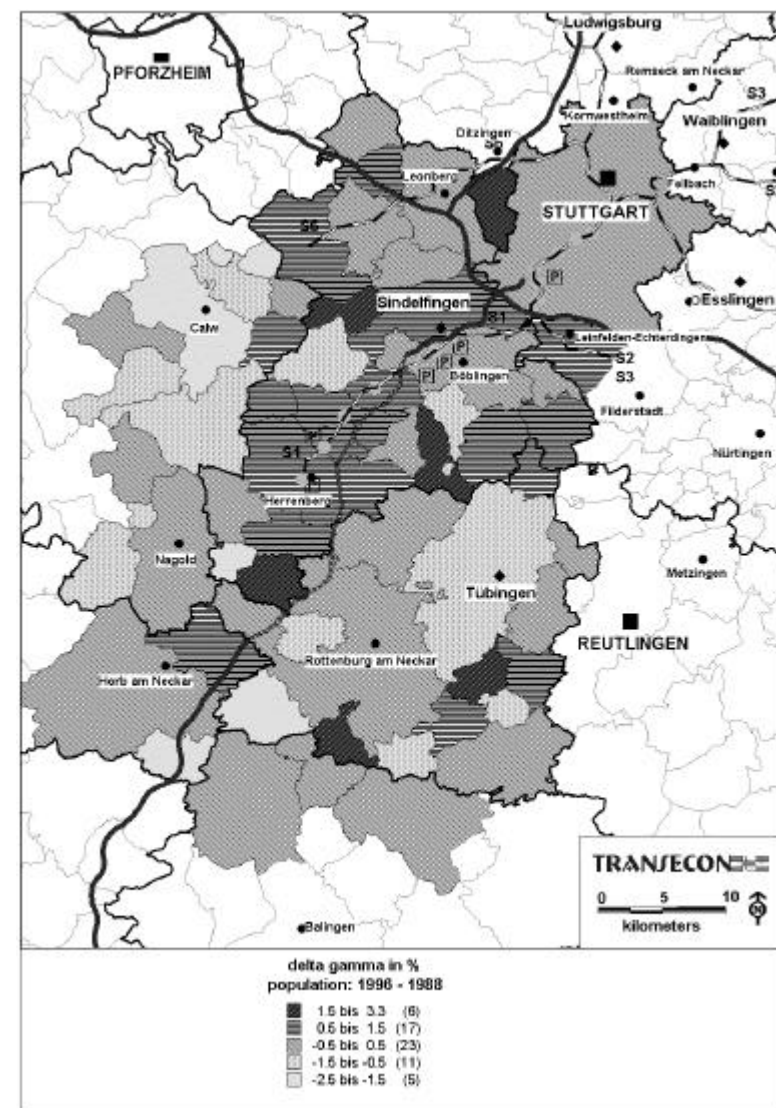 Ludwigsburg
PFORZHEIM
Remseck am Neckar
S3
Kornwestheim
Waiblingen
Ditzingen
Leonberg
Fellbach
STUTTGART
S6
[P]
Esslingen
Sindelfingen
S1
Calw
Leinfelden-Echterdingen
[P]
[P]
[P]
Böblingen
S2
S3
Filderstadt
Nürtingen
S1
Herrenberg
Nagold
Metzingen
Tübingen
REUTLINGEN
Rottenburg am Neckar
Horb am Neckar
Balingen
TRANSECON
0 5 10
kilometers
delta gamma in %
population: 1996 - 1988
1.5 bis 3.3 (6)
0.5 bis 1.5 (17)
-0.5 bis 0.5 (23)
-1.5 bis -0.5 (11)
-2.5 bis -1.5 (5)